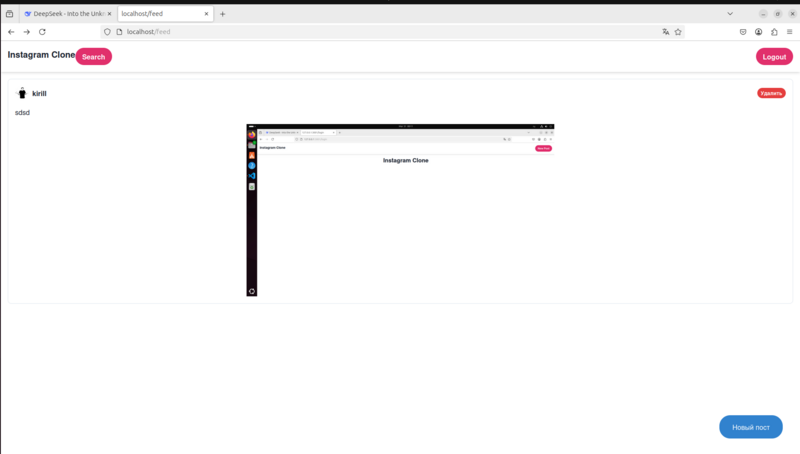 DeepSeek - Into the Unk
localhost/feed
localhost/feed
Instagram Clone
Search
Logout
kirill
Удалить
sdsd
Instagram Clone
Instagram Clone
Новый пост